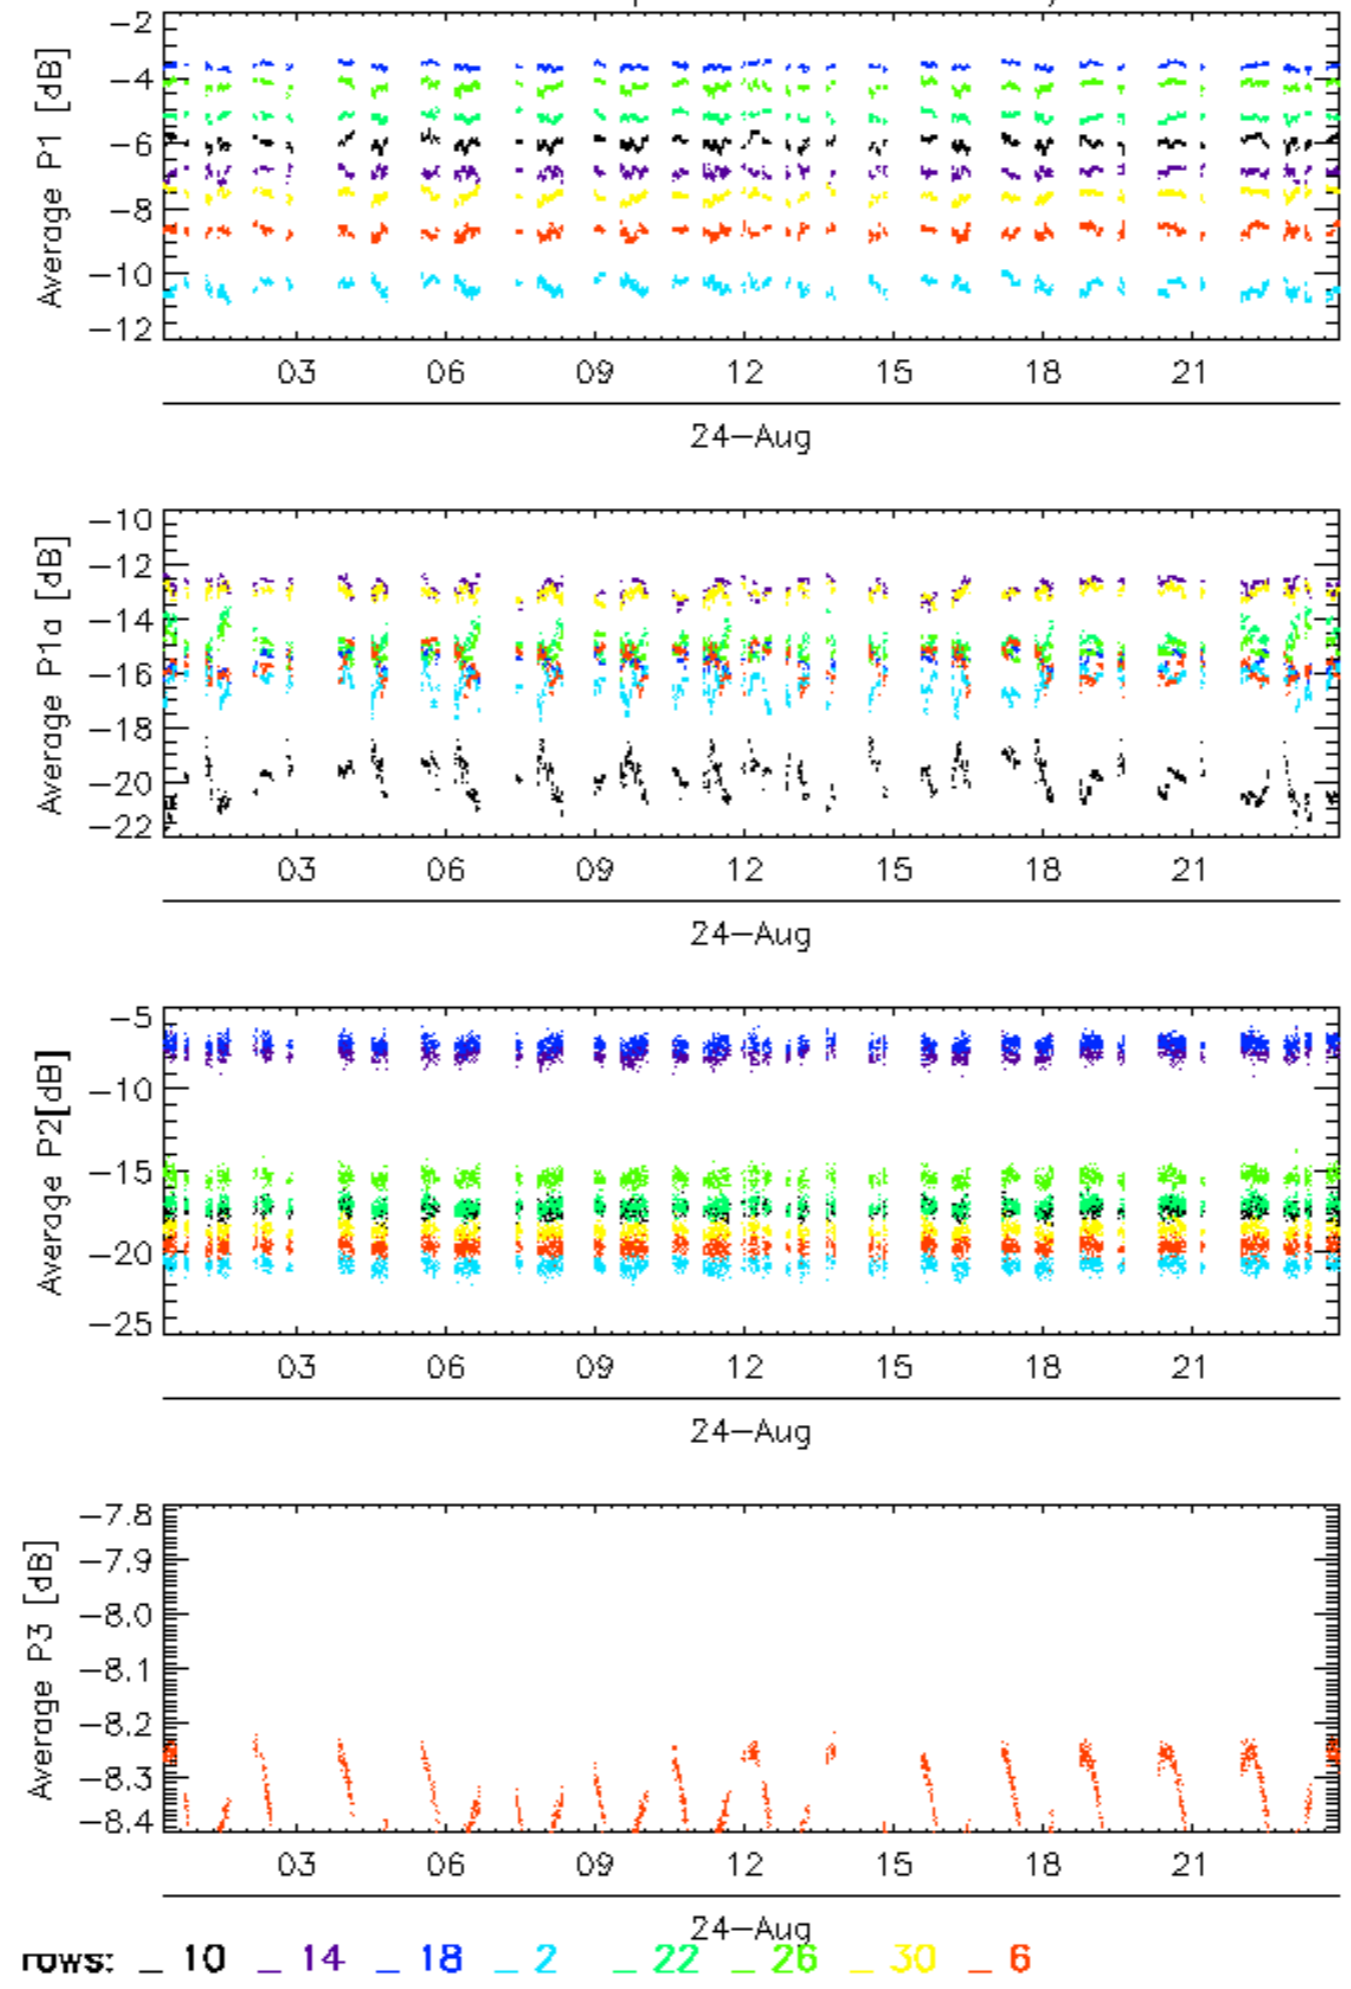 Average P1 [dB]
−2
−4
−6
−8
−10
−12
03 06 09 12 15 18 21
24−Aug
Average P1a [dB]
−10
−12
−14
−16
−18
−20
−22
03 06 09 12 15 18 21
24−Aug
Average P2[dB]
−5
−10
−15
−20
−25
03 06 09 12 15 18 21
24−Aug
Average P3 [dB]
−7.8
−7.9
−8.0
−8.1
−8.2
−8.3
−8.4
03 06 09 12 15 18 21
24−Aug
rows: _ 10 _ 14 _ 18 _ 2 _ 22 _ 26 _ 30 _ 6